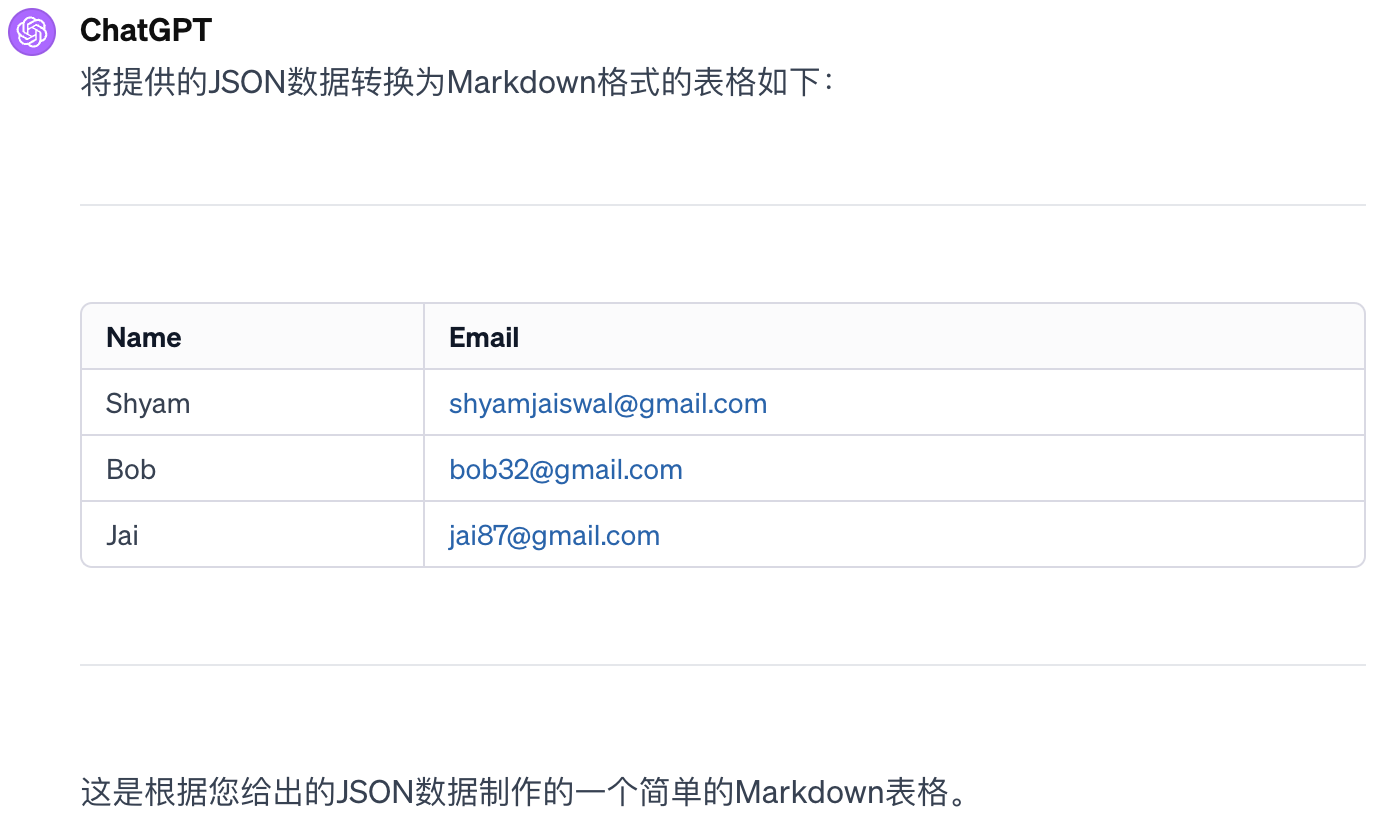 ChatGPT
将提供的JSON数据转换为Markdown格式的表格如下：
Name Email
Shyam shyamjaiswal@gmail.com
Bob bob32@gmail.com
Jai jai87@gmail.com
这是根据您给出的JSON数据制作的一个简单的Markdown表格。